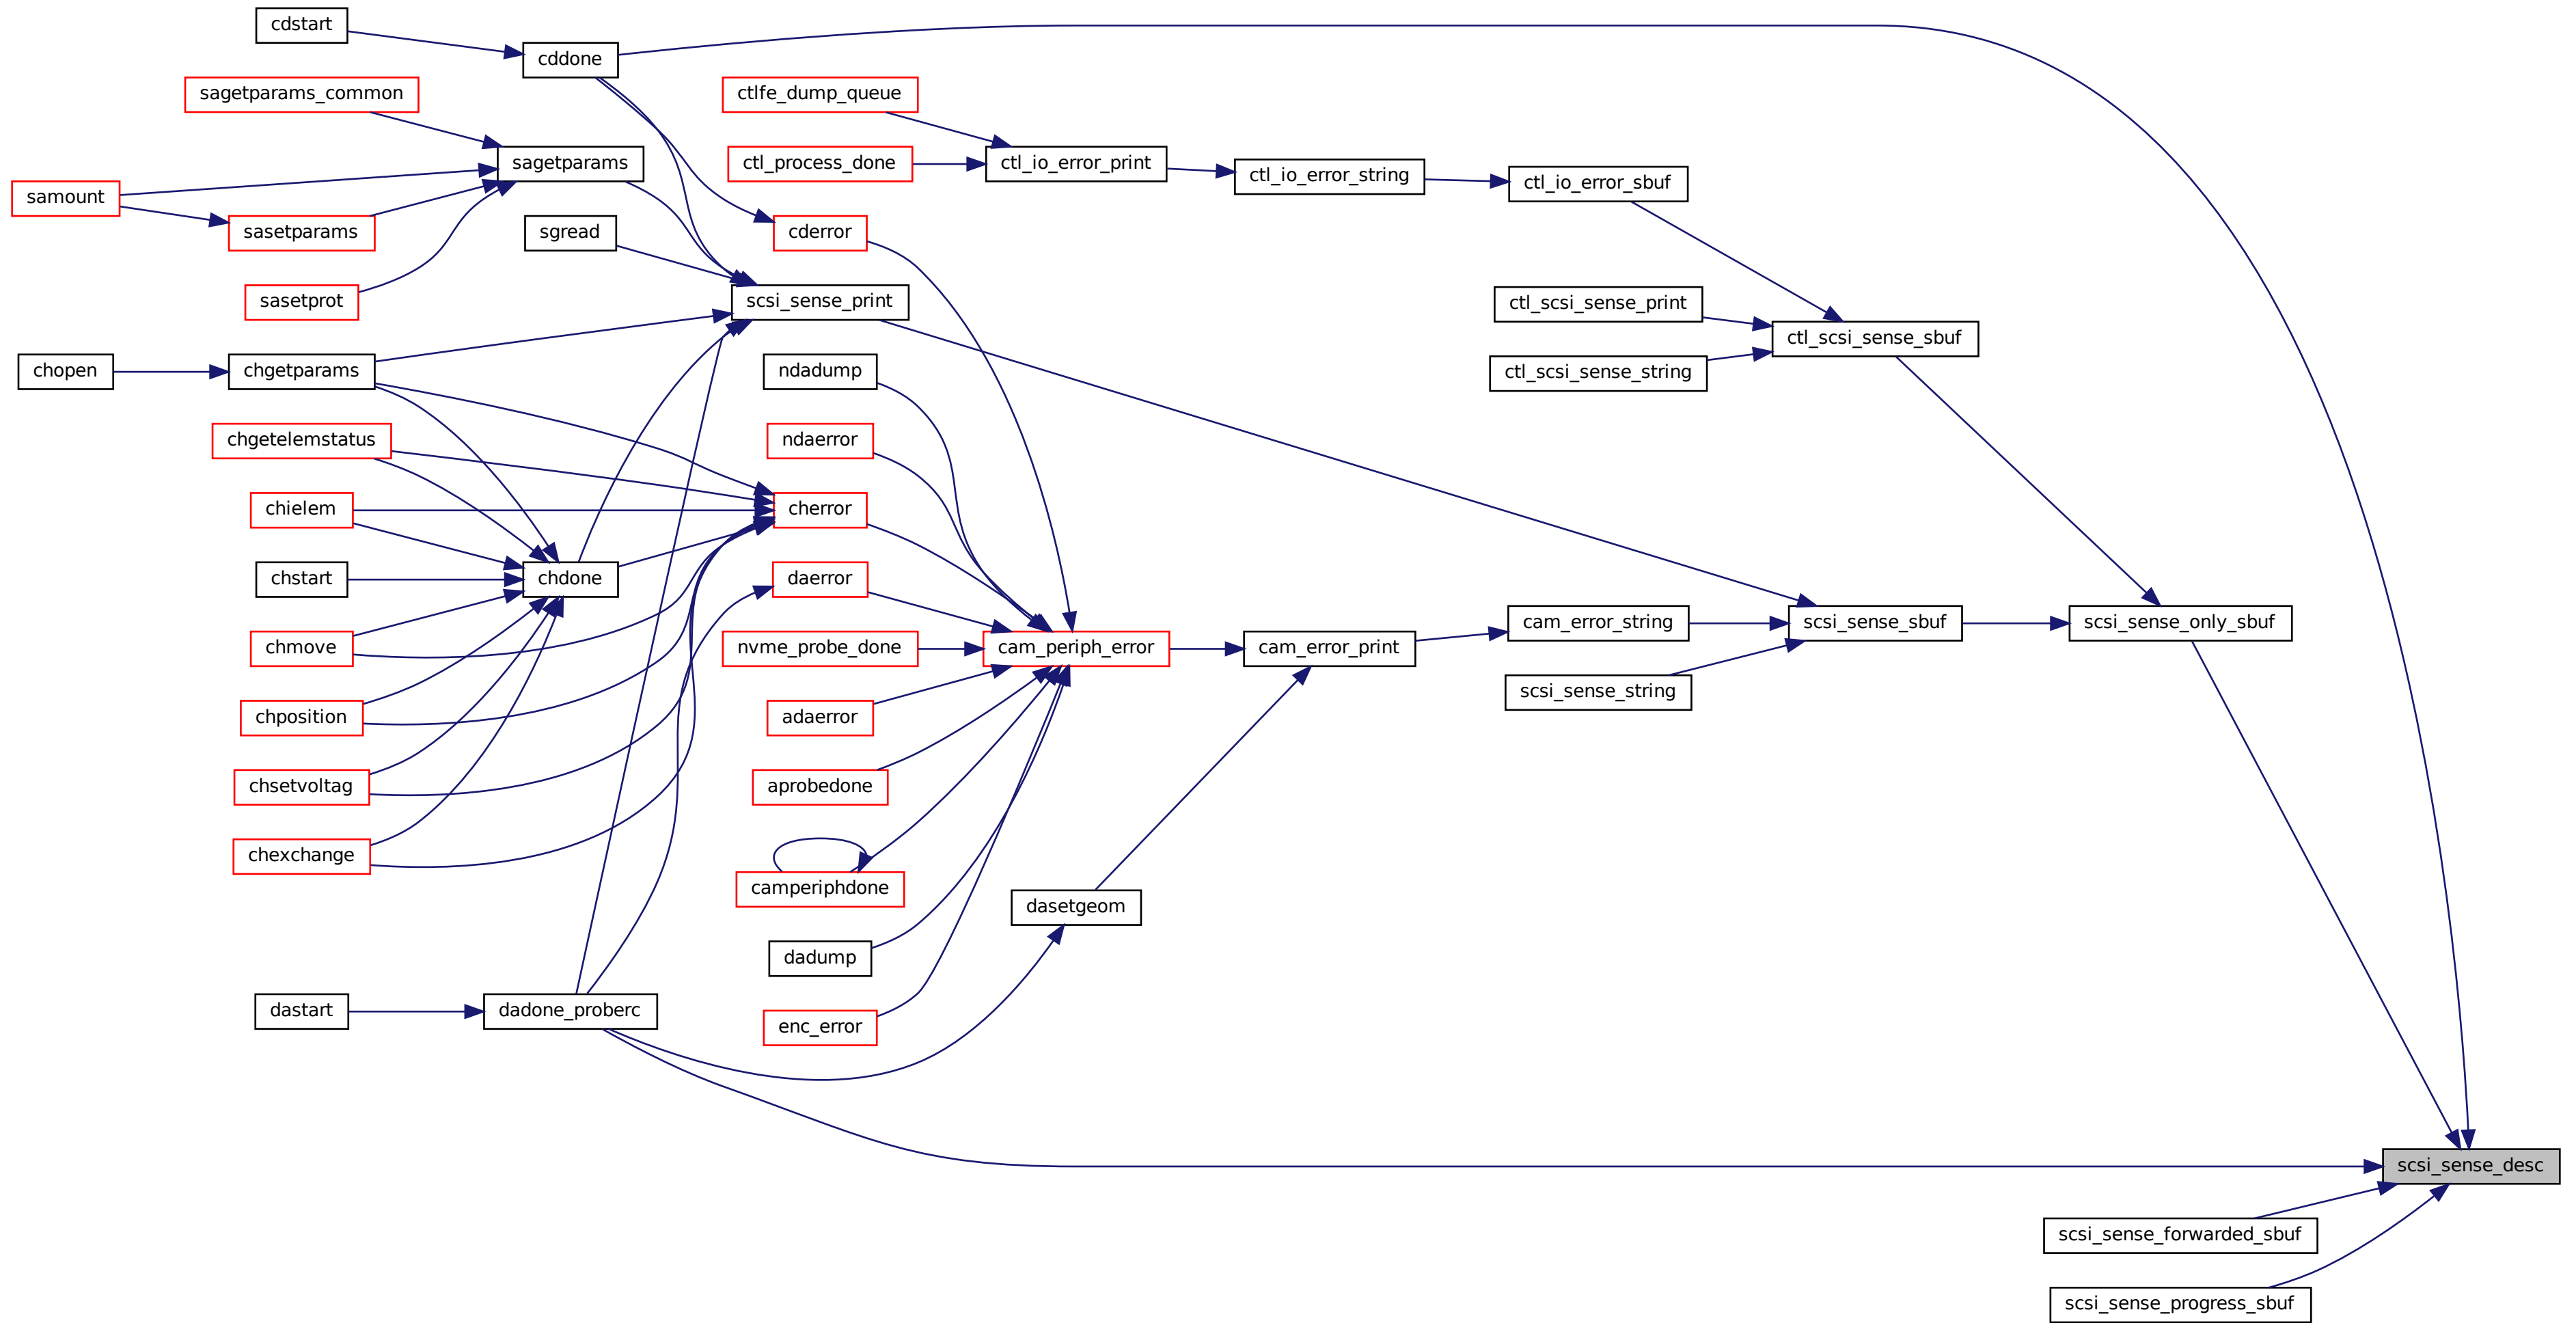 cdstart
cddone
sagetparams_common
ctlfe_dump_queue
sagetparams
ctl_process_done
ctl_io_error_print
ctl_io_error_string
ctl_io_error_sbuf
samount
sasetparams
sgread
cderror
sasetprot
scsi_sense_print
ctl_scsi_sense_print
ctl_scsi_sense_sbuf
chopen
chgetparams
ndadump
ctl_scsi_sense_string
chgetelemstatus
ndaerror
chielem
cherror
chstart
chdone
daerror
cam_error_string
scsi_sense_sbuf
scsi_sense_only_sbuf
chmove
nvme_probe_done
cam_periph_error
cam_error_print
scsi_sense_string
chposition
adaerror
chsetvoltag
aprobedone
chexchange
camperiphdone
dasetgeom
dadump
dastart
dadone_proberc
enc_error
scsi_sense_desc
scsi_sense_forwarded_sbuf
scsi_sense_progress_sbuf